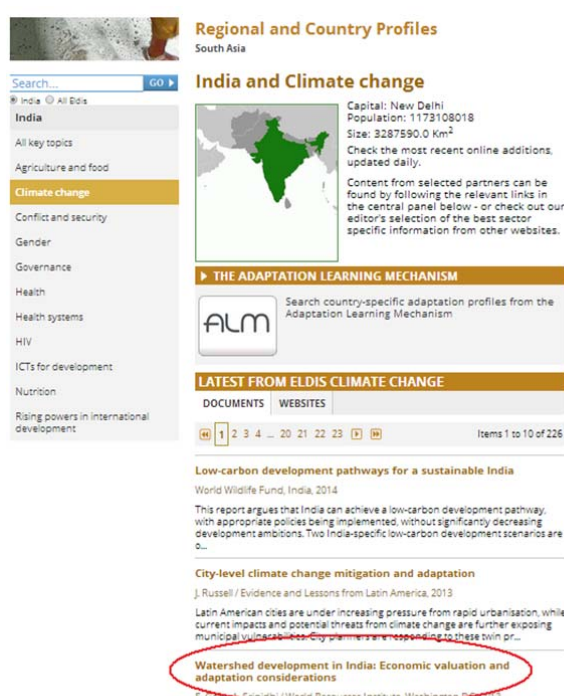 Regional and Country Profiles
South Asia
Search... GO
India All Eldis
India
All key topics
Agriculture and food
Climate change
Conflict and security
Gender
Governance
Health
Health systems
HIV
ICTs for development
Nutrition
Rising powers in international
development
India and Climate change
Capital: New Delhi
Population: 1173108018
Size: 3287590.0 Km2
Check the most recent online additions,
updated daily.
Content from selected partners can be
found by following the relevant links in
the central panel below - or check out our
editor's selection of the best sector
specific information from other websites.
THE ADAPTATION LEARNING MECHANISM
ALM
Search country-specific adaptation profiles from the
Adaptation Learning Mechanism
LATEST FROM ELDIS CLIMATE CHANGE
DOCUMENTS WEBSITES
1 2 3 4 ... 20 21 22 23 Items 1 to 10 of 226
Low-carbon development pathways for a sustainable India
World Wildlife Fund, India, 2014
This report argues that India can achieve a low-carbon development pathway,
with appropriate policies being implemented, without significantly decreasing
development ambitions. Two India-specific low-carbon development scenarios are
o...
City-level climate change mitigation and adaptation
J. Russell / Evidence and Lessons from Latin America, 2013
Latin American cities are under increasing pressure from rapid urbanisation, while
current impacts and potential threats from climate change are further exposing
municipal vulnerabilities. City planners are responding to these twin pr...
Watershed development in India: Economic valuation and
adaptation considerations
World Resources Institute, Washington